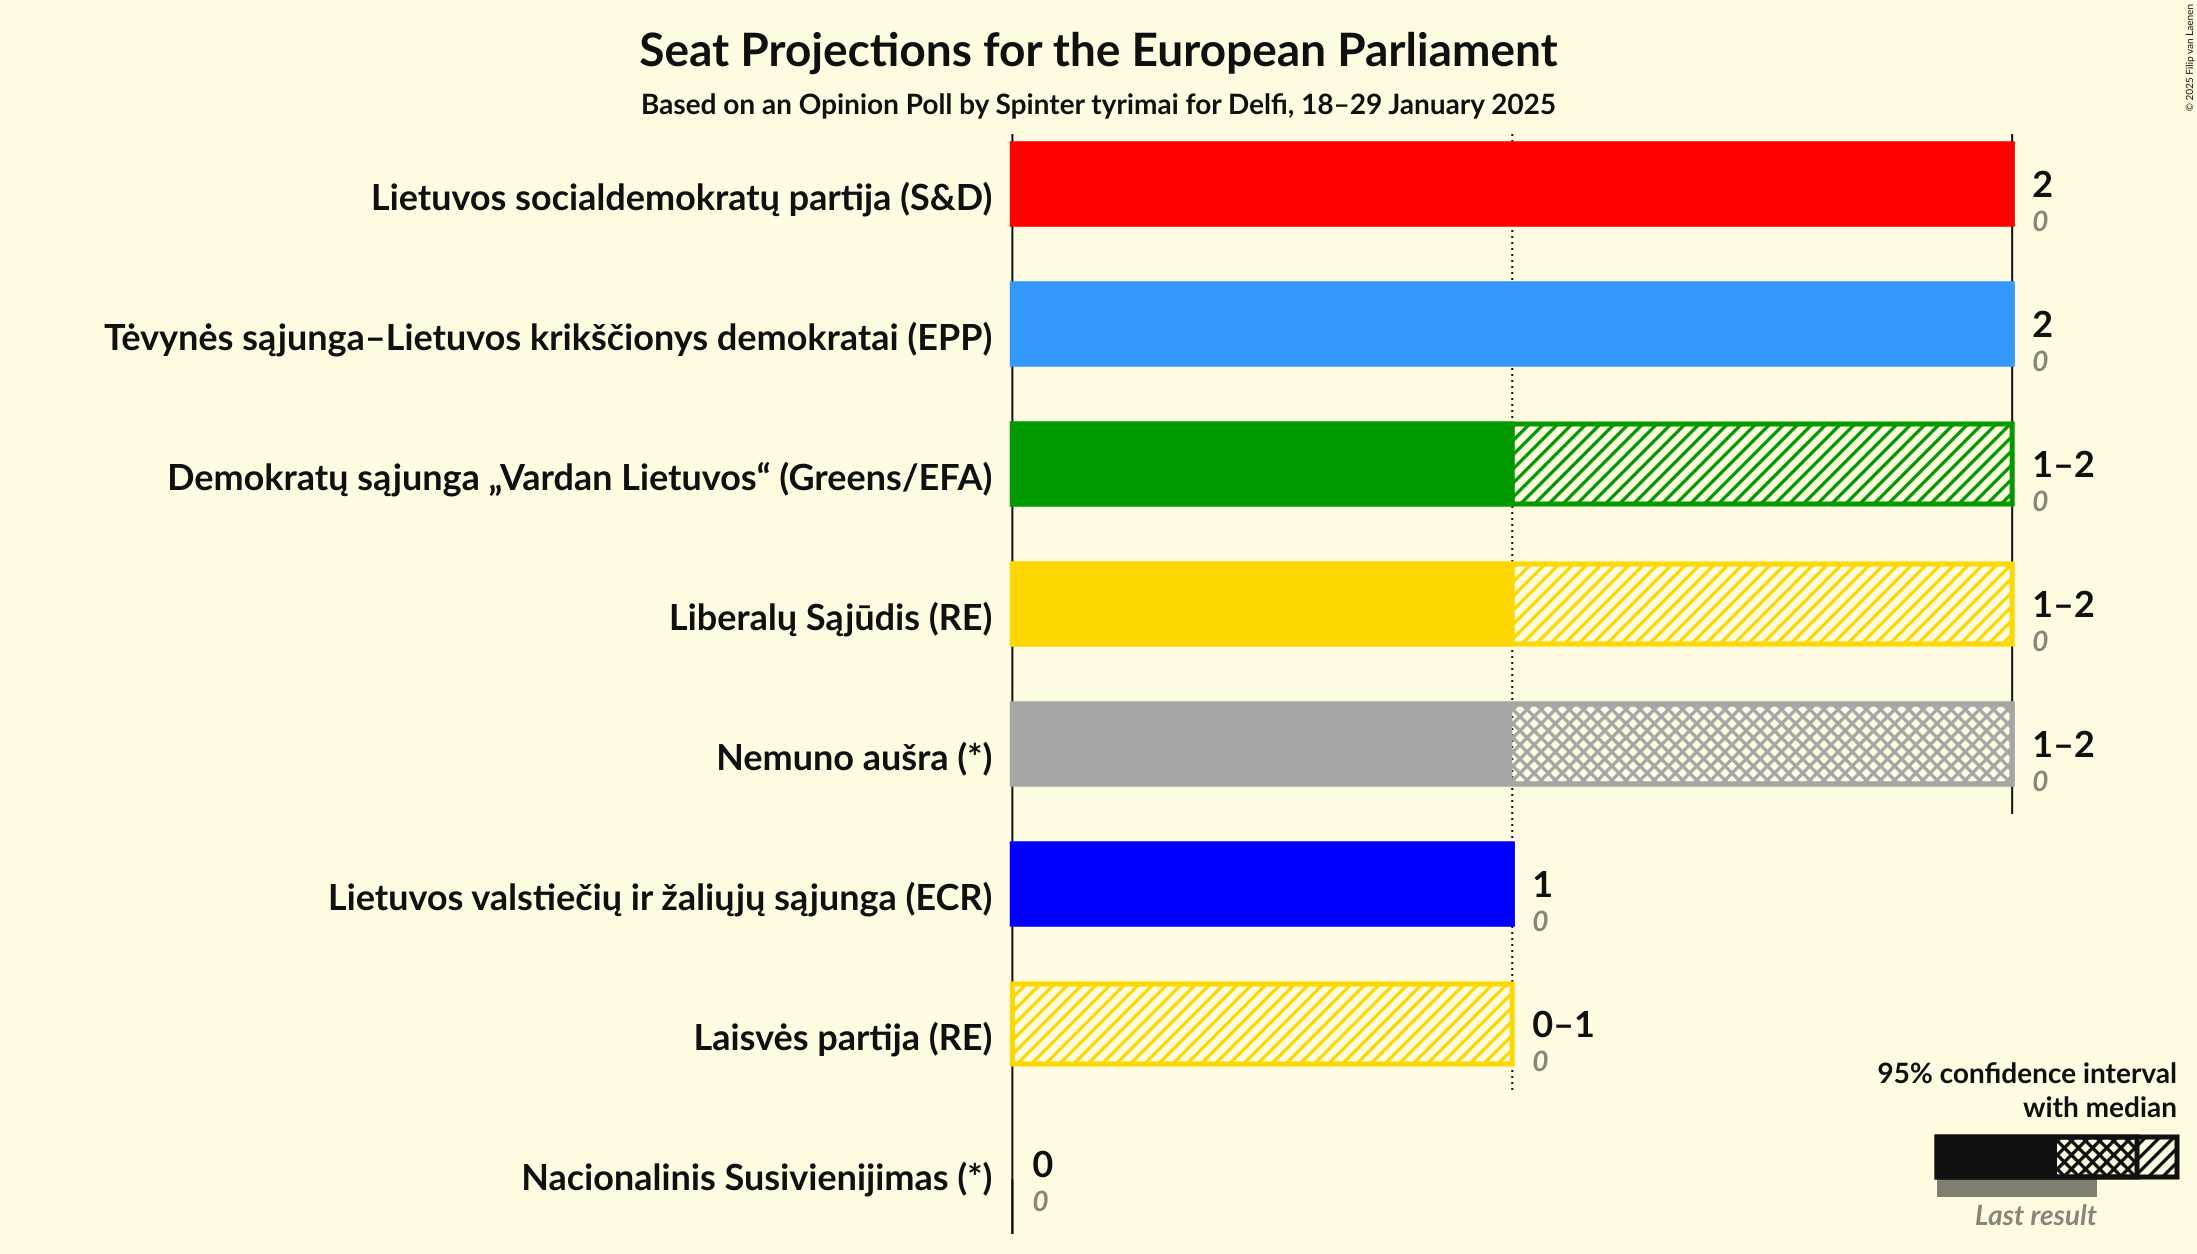 Seat Projections for the European Parliament
Based on an Opinion Poll by Spinter tyrimai for Delfi, 18–29 January 2025
© 2025 Filip van Laenen
Lietuvos socialdemokratų partija (S&D)
2
0
Tėvynės sąjunga–Lietuvos krikščionys demokratai (EPP)
2
0
Demokratų sąjunga „Vardan Lietuvos“ (Greens/EFA)
1–2
0
Liberalų Sąjūdis (RE)
1–2
0
Nemuno aušra (*)
1–2
0
Lietuvos valstiečių ir žaliųjų sąjunga (ECR)
1
0
Laisvės partija (RE)
0–1
0
Nacionalinis Susivienijimas (*)
0
0
95% confidence interval
with median
Last result